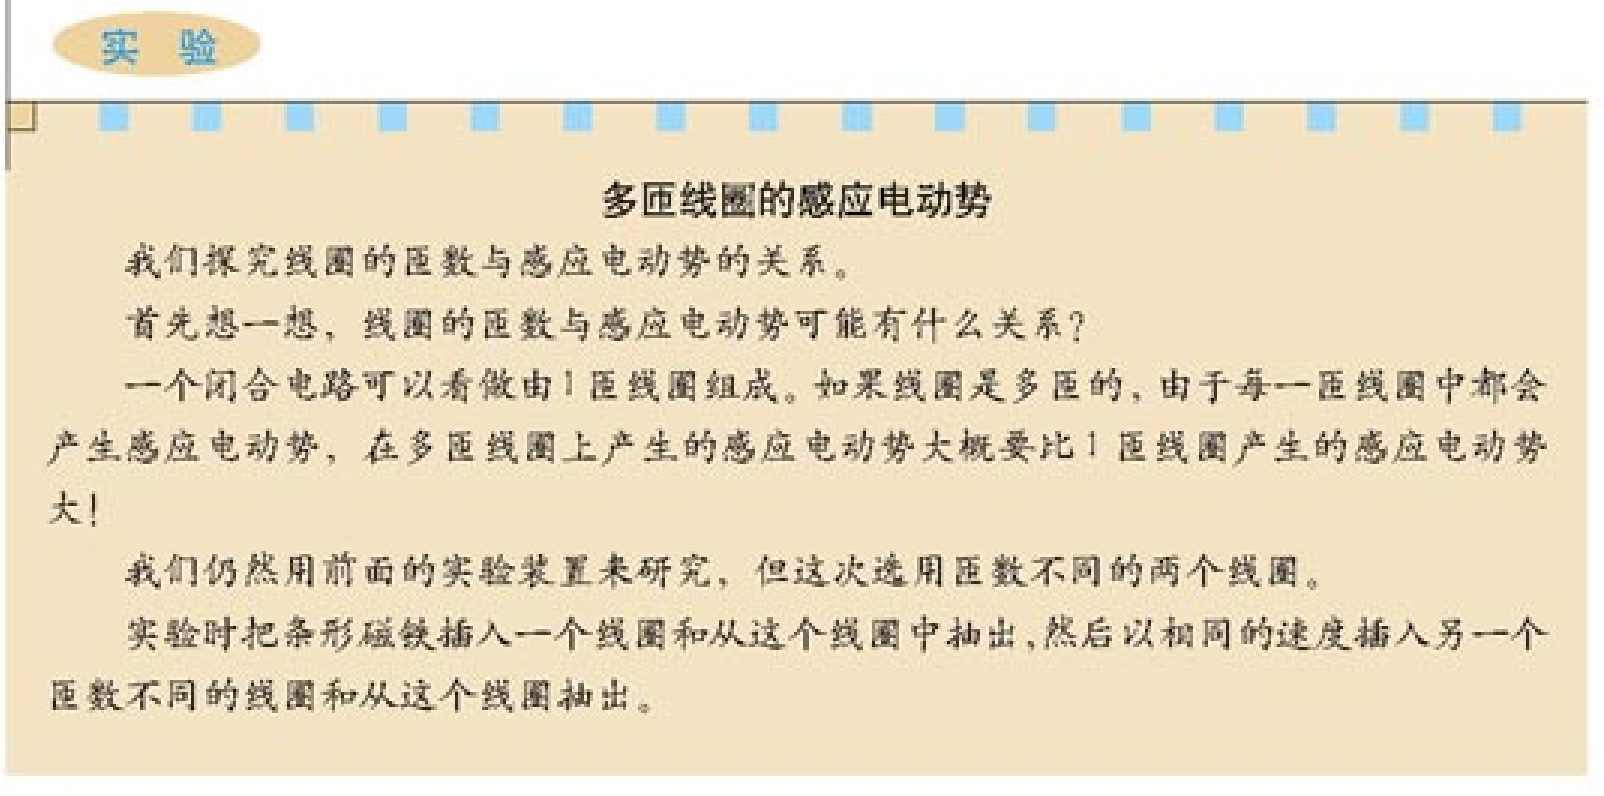 实 验
多匝线圈的感应电动势
我们探究线圈的匝数与感应电动势的关系。
首先想一想，线圈的匝数与感应电动势可能有什么关系？
一个闭合电路可以看做由1匝线圈组成。如果线圈是多匝的，由于每一匝线圈中都会
产生感应电动势，在多匝线圈上产生的感应电动势大概要比1匝线圈产生的感应电动势
大！
我们仍然用前面的实验装置来研究，但这次选用匝数不同的两个线圈。
实验时把条形磁铁插入一个线圈和从这个线圈中抽出，然后以相同的速度插入另一个
匝数不同的线圈和从这个线圈抽出。